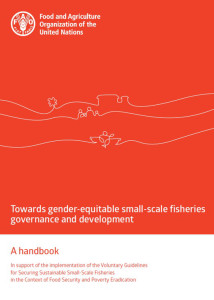 Food and Agriculture
Organization of the
United Nations
Towards gender-equitable small-scale fisheries
governance and development
A handbook
In support of the implementation of the Voluntary Guidelines
for Securing Sustainable Small-Scale Fisheries
in the Context of Food Security and Poverty Eradication